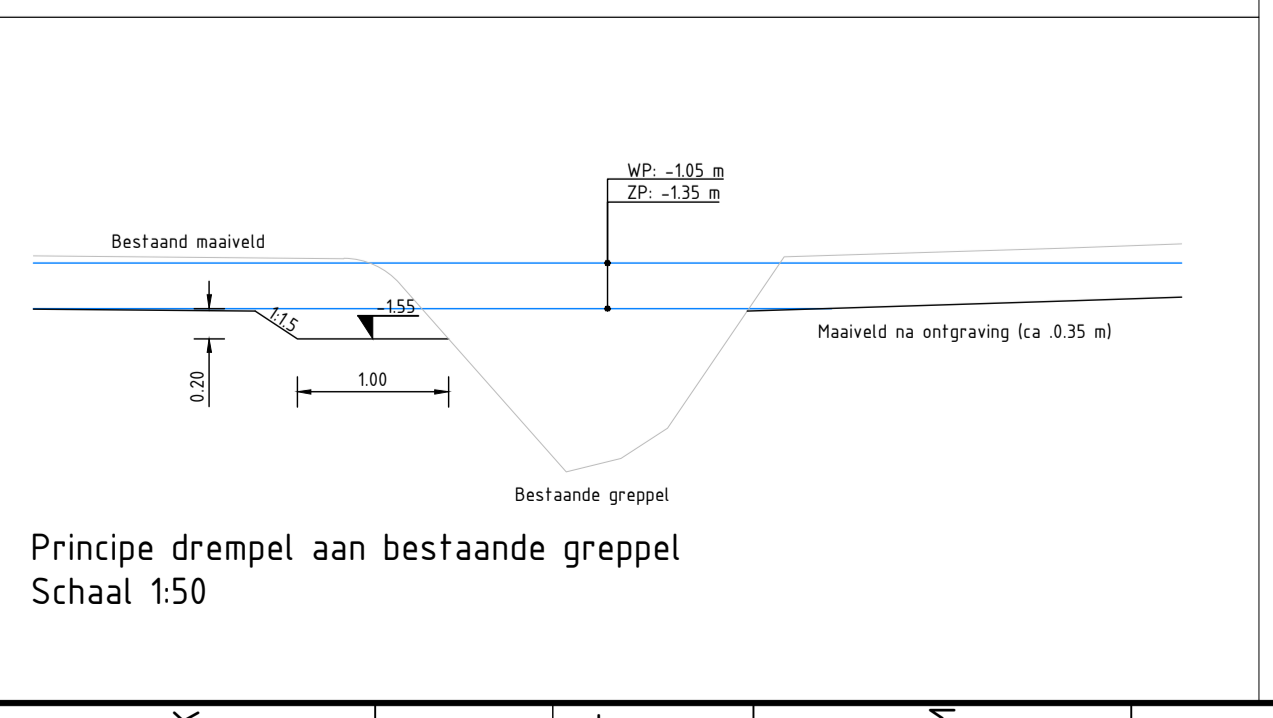 WP: -1.05 m
ZP: -1.35 m
Bestaand maaiveld
1:1.5
-1.55
Maaiveld na ontgraving (ca .0.35 m)
0.20
1.00
Bestaande greppel
Principe drempel aan bestaande greppel
Schaal 1:50